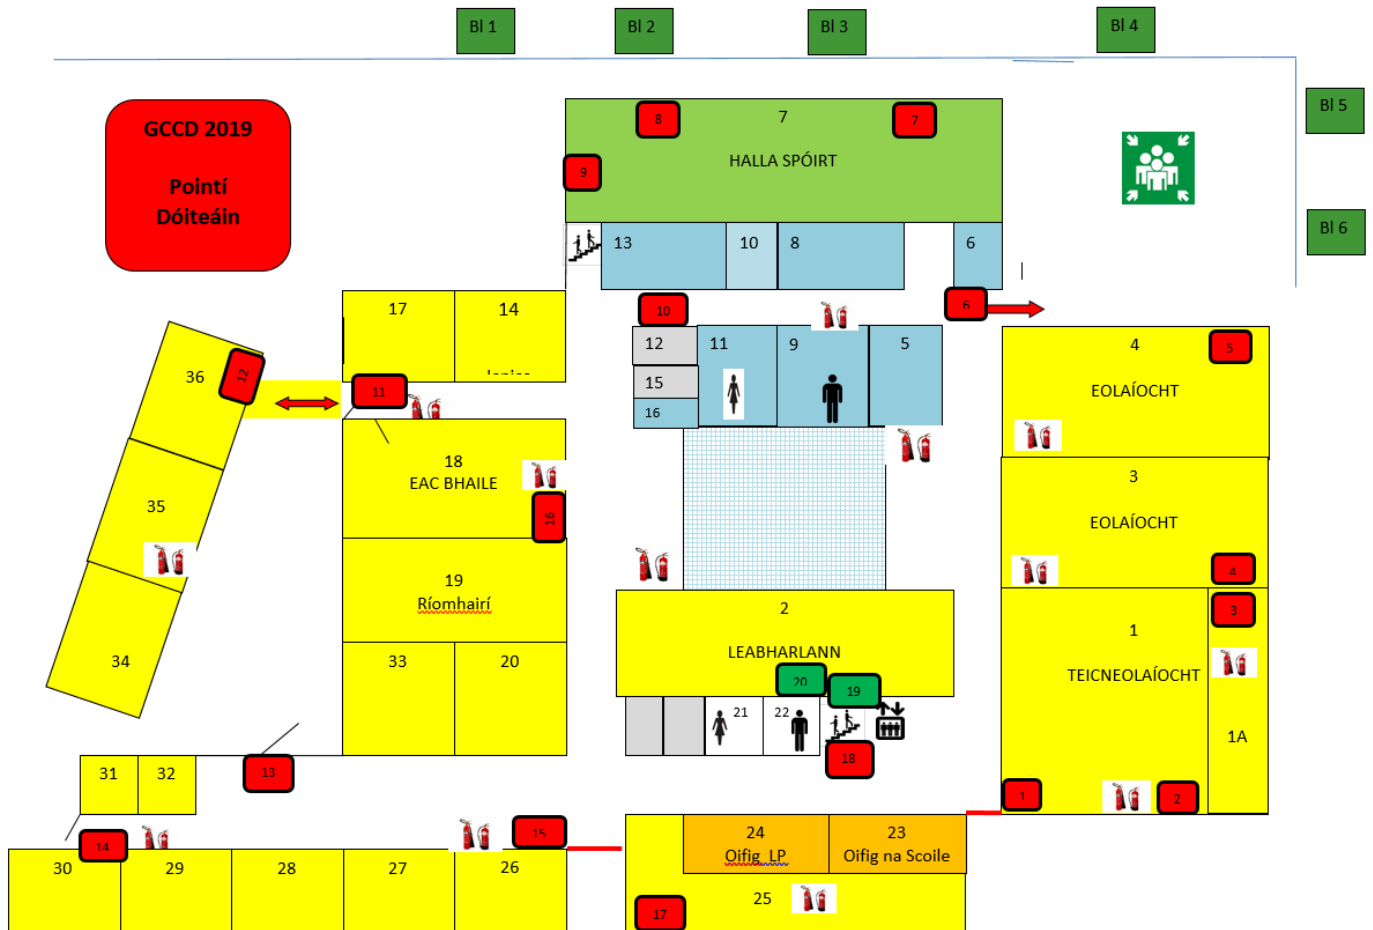 Bl 1
Bl 2
Bl 3
Bl 4
Bl 5
Bl 6
GCCD 2019
Pointí
Dóiteáin
8
7
7
HALLA SPÓIRT
9
13
10
8
6
6
10
17
14
12
11
9
5
15
16
4
EOLAÍOCHT
5
36
12
11
18
EAC BHAILE
16
3
EOLAÍOCHT
4
35
19
Ríomhairí
2
LEABHARLANN
20
19
1
TEICNEOLAÍOCHT
3
1A
34
33
20
21
22
18
31
32
13
1
2
14
15
24
Oifig LP
23
Oifig na Scoile
30
29
28
27
26
25
17